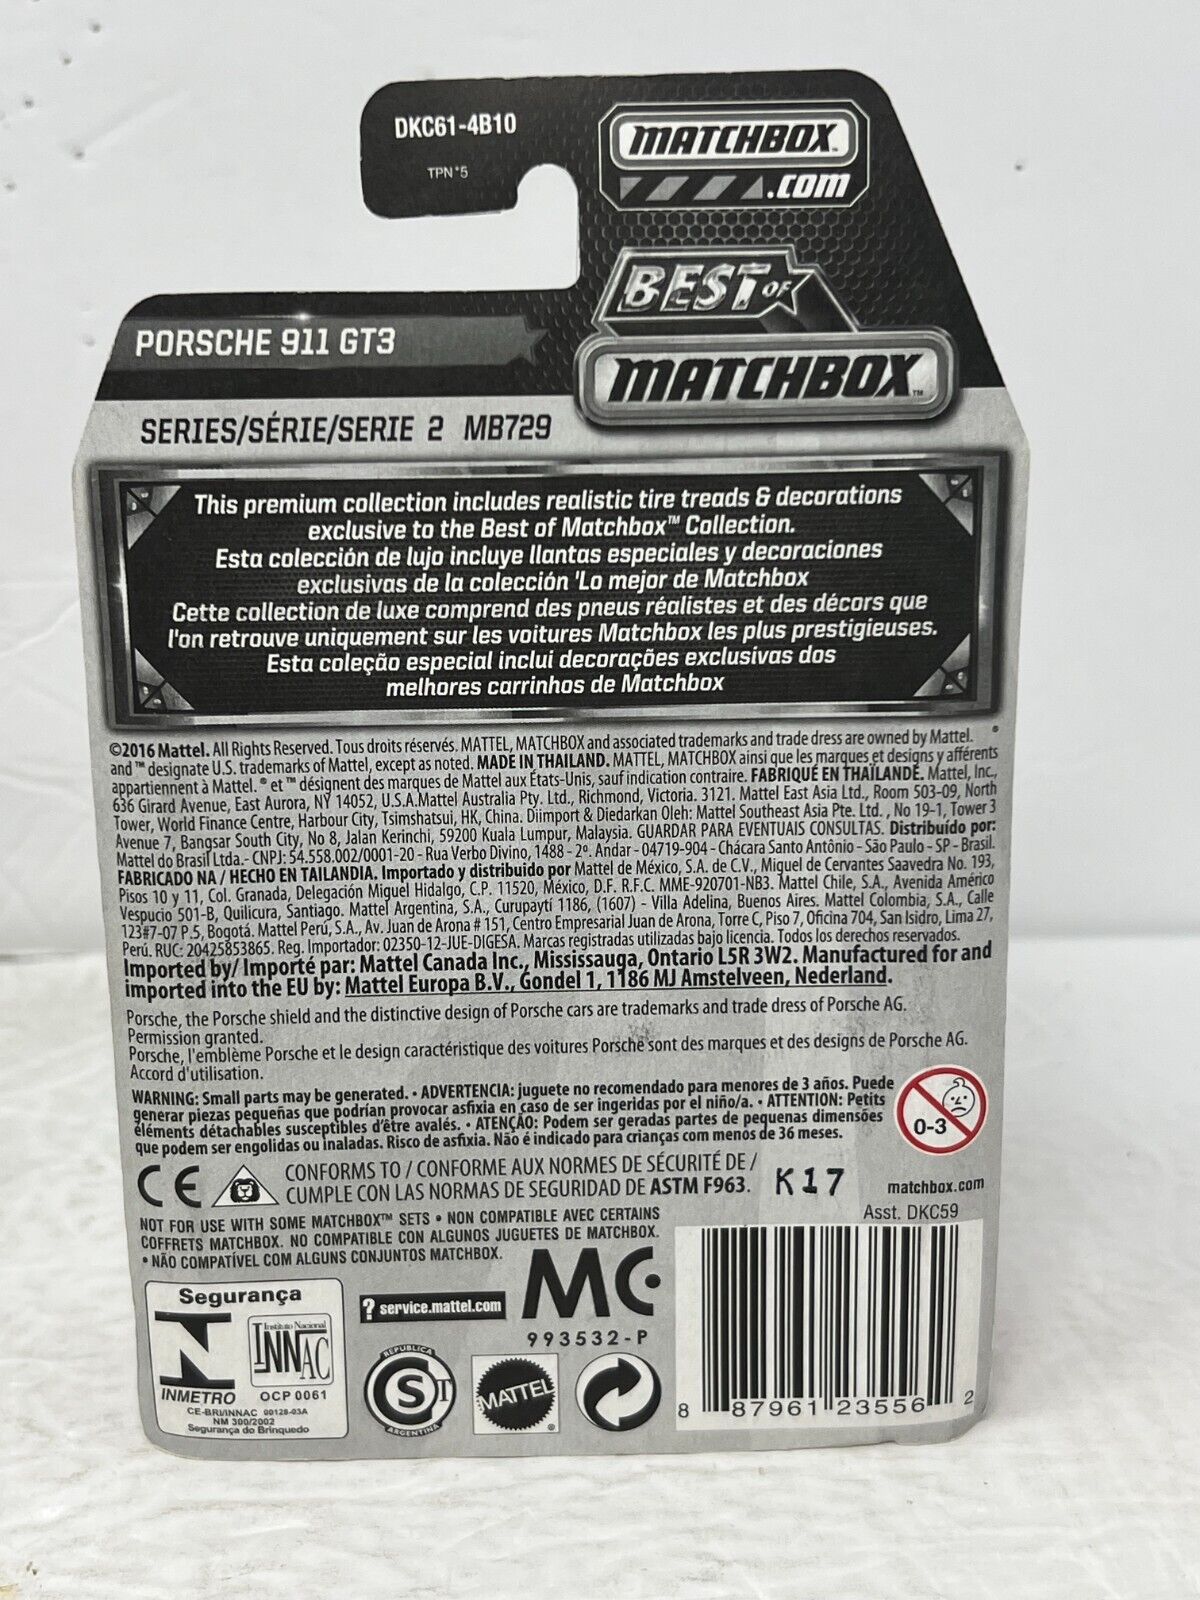 DKC61-4B10
TPN*5
MATCHBOX
.COM
BEST OF
MATCHBOX™
PORSCHE 911 GT3
SERIES/SÉRIE/SERIE 2 MB729
This premium collection includes realistic tire treads & decorations
exclusive to the Best of Matchbox™ Collection.
Esta colección de lujo incluye llantas especiales y decoraciones
exclusivas de la colección 'Lo mejor de Matchbox
Cette collection de luxe comprend des pneus réalistes et des décors que
l'on retrouve uniquement sur les voitures Matchbox les plus prestigieuses.
Esta coleção especial inclui decorações exclusivas dos
melhores carrinhos de Matchbox
©2016 Mattel. All Rights Reserved. Tous droits réservés. MATTEL, MATCHBOX and associated trademarks and trade dress are owned by Mattel. ®
and ™ designate U.S. trademarks of Mattel, except as noted. MADE IN THAILAND. MATTEL, MATCHBOX ainsi que les marques et designs y afférents
appartiennent à Mattel. ® et ™ désignent des marques de Mattel aux États-Unis, sauf indication contraire. FABRIQUÉ EN THAÏLANDE. Mattel, Inc.,
636 Girard Avenue, East Aurora, NY 14052, U.S.A.Mattel Australia Pty. Ltd., Richmond, Victoria. 3121. Mattel East Asia Ltd., Room 503-09, North
Tower, World Finance Centre, Harbour City, Tsimshatsui, HK, China. Diimport & Diedarkan Oleh: Mattel Southeast Asia Pte. Ltd., No 19-1, Tower 3
Avenue 7, Bangsar South City, No 8, Jalan Kerinchi, 59200 Kuala Lumpur, Malaysia. GUARDAR PARA EVENTUAIS CONSULTAS. Distribuído por:
Mattel do Brasil Ltda.- CNPJ: 54.558.002/0001-20 - Rua Verbo Divino, 1488 - 2º. Andar - 04719-904 - Chácara Santo Antônio - São Paulo - SP - Brasil.
FABRICADO NA / HECHO EN TAILANDIA. Importado y distribuido por Mattel de México, S.A. de C.V., Miguel de Cervantes Saavedra No. 193,
Pisos 10 y 11, Col. Granada, Delegación Miguel Hidalgo, C.P. 11520, México, D.F. R.F.C. MME-920701-NB3. Mattel Chile, S.A., Avenida Américo
Vespucio 501-B, Quilicura, Santiago. Mattel Argentina, S.A., Curupaytí 1186, (1607) - Villa Adelina, Buenos Aires. Mattel Colombia, S.A., Calle
123#7-07 P.5, Bogotá. Mattel Perú, S.A., Av. Juan de Arona # 151, Centro Empresarial Juan de Arona, Torre C, Piso 7, Oficina 704, San Isidro, Lima 27,
Perú. RUC: 20425853865. Reg. Importador: 02350-12-JUE-DIGESA. Marcas registradas utilizadas bajo licencia. Todos los derechos reservados.
Imported by/ Importé par: Mattel Canada Inc., Mississauga, Ontario L5R 3W2. Manufactured for and
imported into the EU by: Mattel Europa B.V., Gondel 1, 1186 MJ Amstelveen, Nederland.
Porsche, the Porsche shield and the distinctive design of Porsche cars are trademarks and trade dress of Porsche AG.
Permission granted.
Porsche, l'emblème Porsche et le design caractéristique des voitures Porsche sont des marques et des designs de Porsche AG.
Accord d'utilisation.
WARNING: Small parts may be generated. • ADVERTENCIA: juguete no recomendado para menores de 3 años. Puede
generar piezas pequeñas que podrían provocar asfixia en caso de ser ingeridas por el niño/a. • ATTENTION: Petits
éléments détachables susceptibles d'être avalés. • ATENÇÃO: Podem ser geradas partes de pequenas dimensões
que podem ser engolidas ou inaladas. Risco de asfixia. Não é indicado para crianças com menos de 36 meses.
0-3
CE
CONFORMS TO / CONFORME AUX NORMES DE SÉCURITÉ DE /
CUMPLE CON LAS NORMAS DE SEGURIDAD DE ASTM F963.
K17
matchbox.com
Asst. DKC59
NOT FOR USE WITH SOME MATCHBOX™ SETS • NON COMPATIBLE AVEC CERTAINS
COFFRETS MATCHBOX. NO COMPATIBLE CON ALGUNOS JUGUETES DE MATCHBOX.
• NÃO COMPATÍVEL COM ALGUNS CONJUNTOS MATCHBOX.
Segurança
INMETRO
Instituto Nacional
INNAC
OCP 0061
CE-BRI/INNAC 00128-03A
NM 300/2002
Segurança do Brinquedo
? service.mattel.com
MC
993532-P
REPUBLICA
S
ARGENTINA
MATTEL
®
8 87961 23556 2